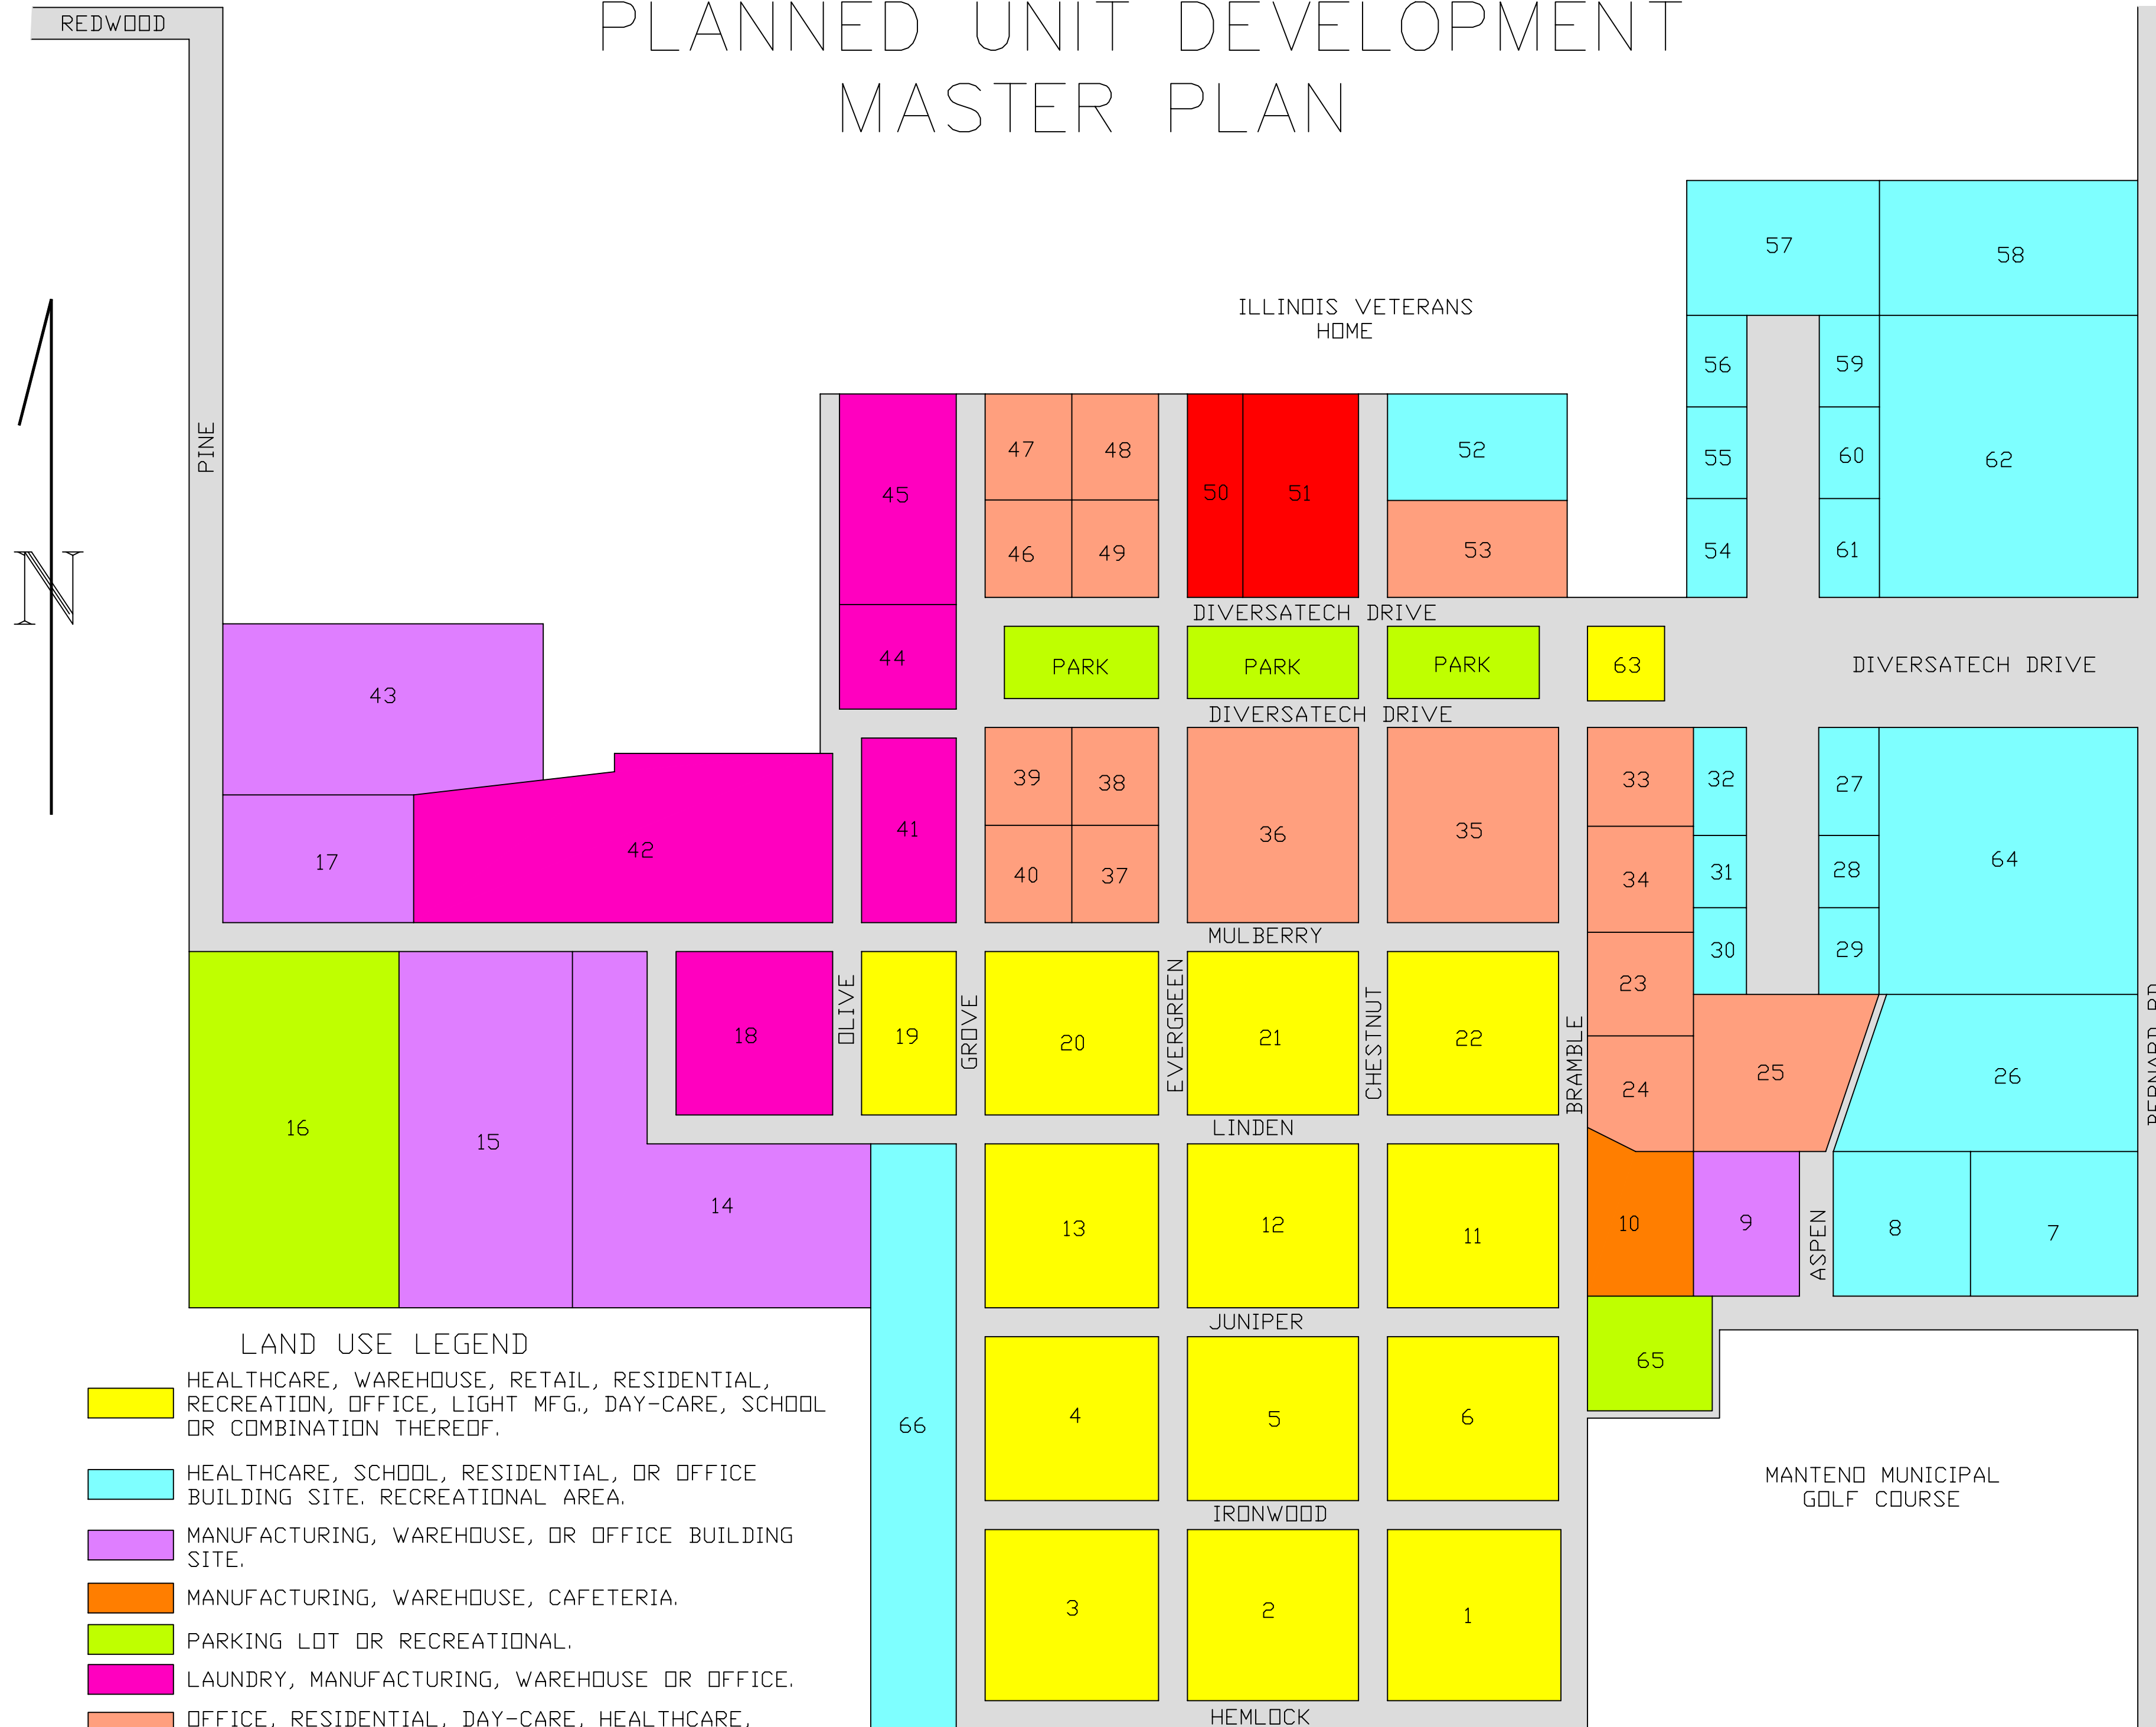 PLANNED UNIT DEVELOPMENT
MASTER PLAN
REDWOOD
PINE
N
ILLINOIS VETERANS
HOME
57
58
56
59
55
60
62
54
61
45
47
48
50
51
52
46
49
53
DIVERSATECH DRIVE
44
PARK
PARK
PARK
63
DIVERSATECH DRIVE
DIVERSATECH DRIVE
43
17
42
41
39
38
40
37
36
35
33
34
32
31
30
27
28
29
64
MULBERRY
16
15
14
18
OLIVE
19
GROVE
20
EVERGREEN
21
CHESTNUT
22
BRAMBLE
23
24
25
26
LINDEN
13
12
11
10
9
ASPEN
8
7
JUNIPER
66
4
5
6
65
IRONWOOD
MANTENO MUNICIPAL
GOLF COURSE
3
2
1
HEMLOCK
LAND USE LEGEND
HEALTHCARE, WAREHOUSE, RETAIL, RESIDENTIAL,
RECREATION, OFFICE, LIGHT MFG., DAY-CARE, SCHOOL
OR COMBINATION THEREOF.
HEALTHCARE, SCHOOL, RESIDENTIAL, OR OFFICE
BUILDING SITE. RECREATIONAL AREA.
MANUFACTURING, WAREHOUSE, OR OFFICE BUILDING
SITE.
MANUFACTURING, WAREHOUSE, CAFETERIA.
PARKING LOT OR RECREATIONAL.
LAUNDRY, MANUFACTURING, WAREHOUSE OR OFFICE.
OFFICE, RESIDENTIAL, DAY-CARE, HEALTHCARE,